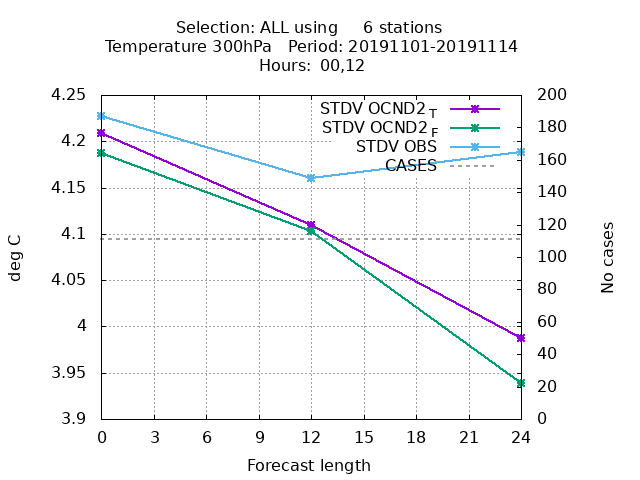 Selection: ALL using 6 stations
Temperature 300hPa Period: 20191101-20191114
Hours: 00,12
STDV OCND2 T
STDV OCND2 F
STDV OBS
CASES
deg C
4.25
4.2
4.15
4.1
4.05
4
3.95
3.9
200
180
160
140
120
100
80
60
40
20
0
No cases
0 3 6 9 12 15 18 21 24
Forecast length